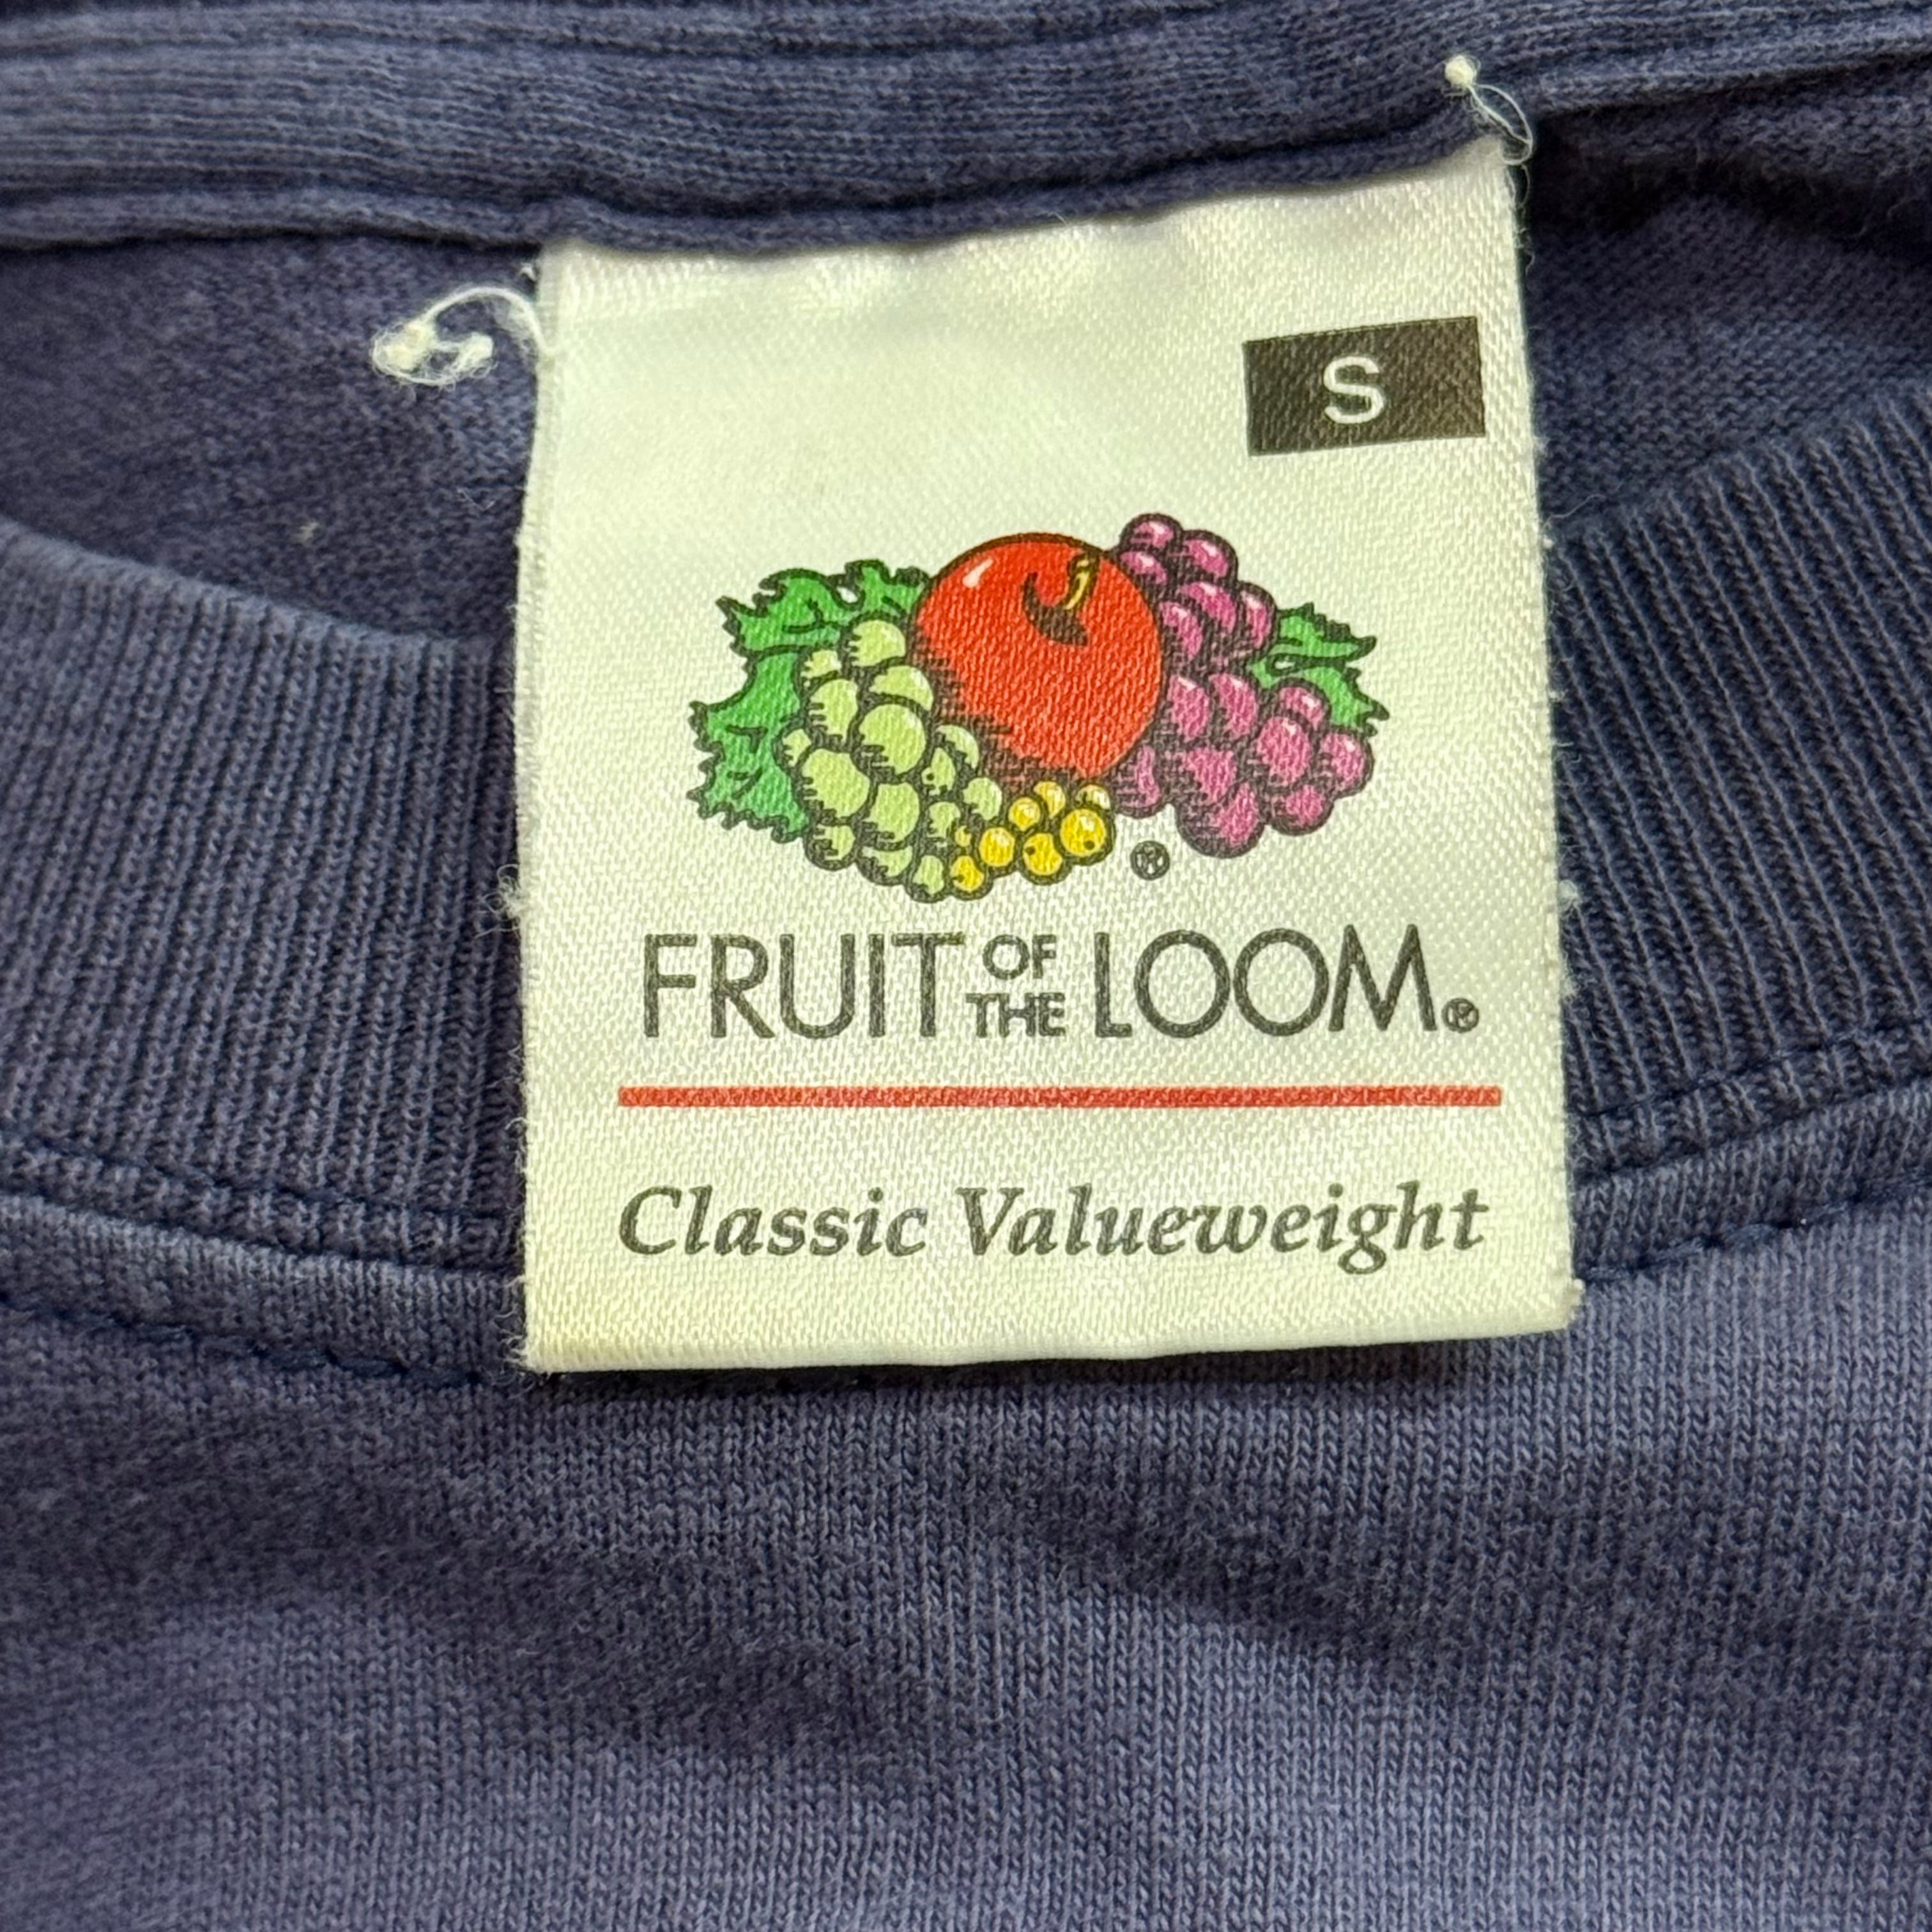 S
®
FRUIT OF THE LOOM®
Classic Valueweight